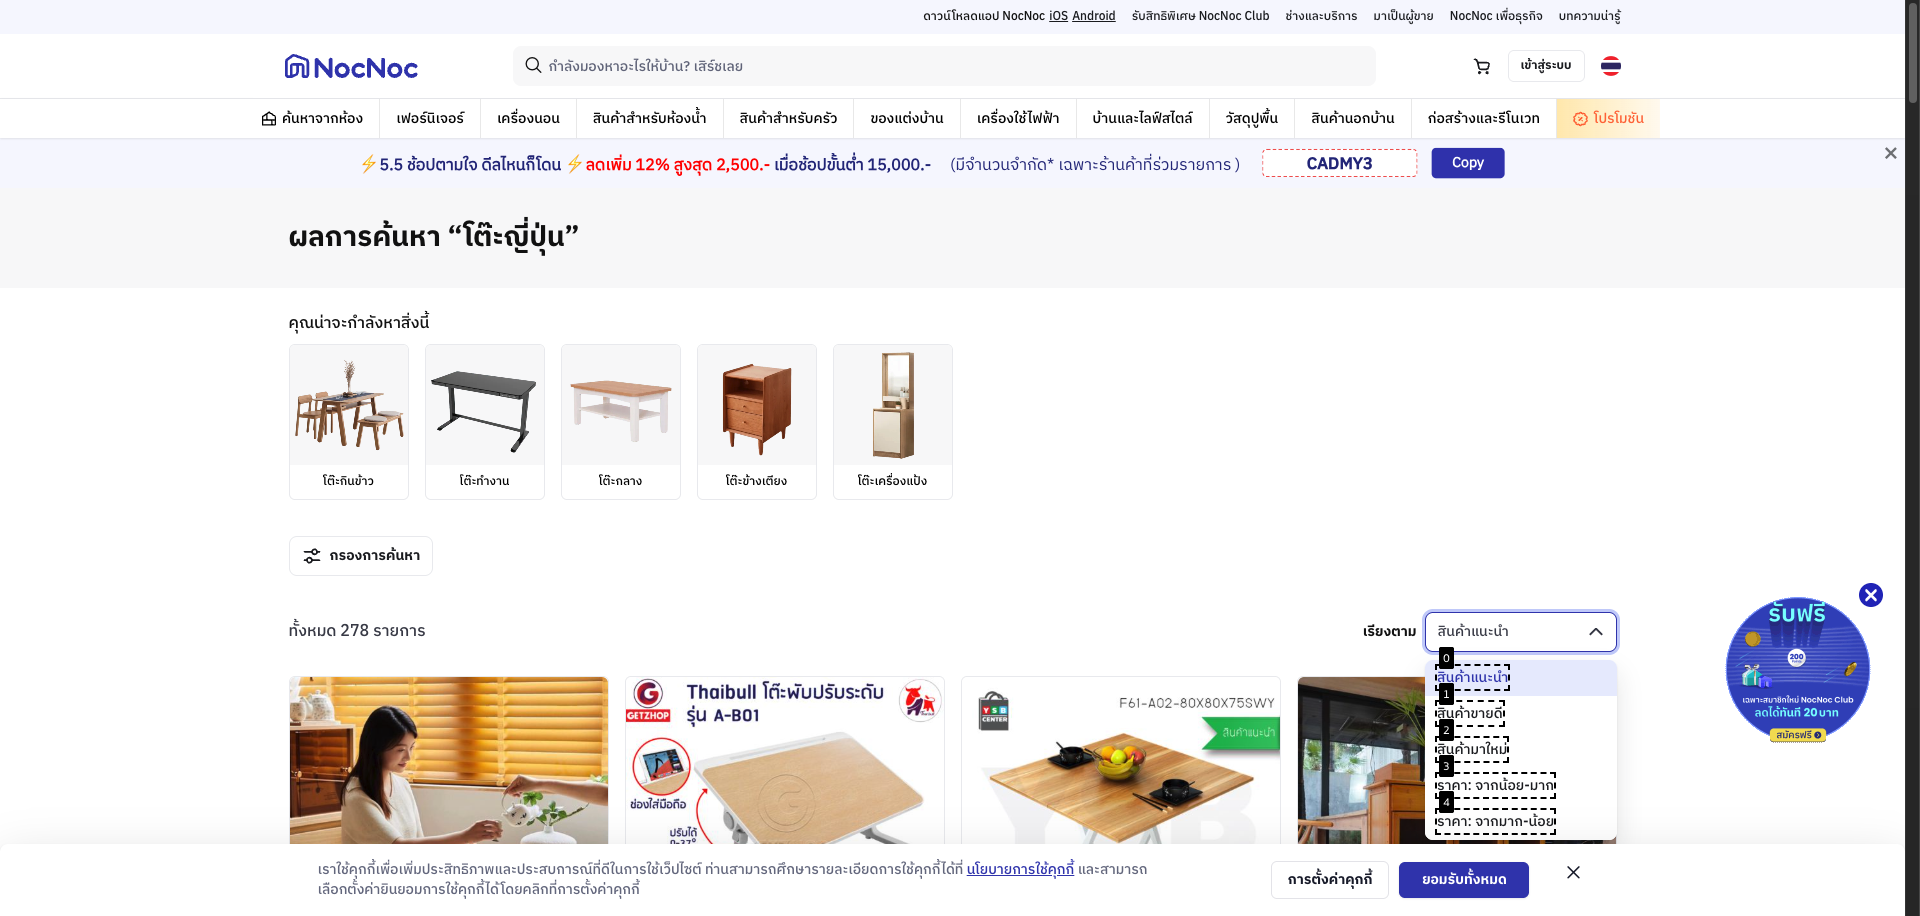 ดาวน์โหลดแอป NocNoc iOS Android รับสิทธิพิเศษ NocNoc Club ช่างและบริการ มาเป็นผู้ขาย NocNoc เพื่อธุรกิจ บทความน่ารู้
NocNoc
กำลังมองหาอะไรให้บ้าน? เสิร์ชเลย
เข้าสู่ระบบ
ค้นหาจากห้อง เฟอร์นิเจอร์ เครื่องนอน สินค้าสำหรับห้องน้ำ สินค้าสำหรับครัว ของแต่งบ้าน เครื่องใช้ไฟฟ้า บ้านและไลฟ์สไตล์ วัสดุปูพื้น สินค้านอกบ้าน ก่อสร้างและรีโนเวท โปรโมชัน
⚡5.5 ช้อปตามใจ ดีลไหนก็โดน ⚡ลดเพิ่ม 12% สูงสุด 2,500.- เมื่อช้อปขั้นต่ำ 15,000.- (มีจำนวนจำกัด* เฉพาะร้านค้าที่ร่วมรายการ ) CADMY3 Copy
ผลการค้นหา “โต๊ะญี่ปุ่น”
คุณน่าจะกำลังหาสิ่งนี้
โต๊ะกินข้าว โต๊ะทำงาน โต๊ะกลาง โต๊ะข้างเตียง โต๊ะเครื่องแป้ง
กรองการค้นหา
ทั้งหมด 278 รายการ
เรียงตาม สินค้าแนะนำ
0
สินค้าแนะนำ
1
สินค้าขายดี
2
สินค้ามาใหม่
3
ราคา: จากน้อย-มาก
4
ราคา: จากมาก-น้อย
GETZHOP
Thaibull โต๊ะพับปรับระดับ
รุ่น A-B01
ช่องใส่มือถือ
ปรับได้
0-37°
YSB
CENTER
F61-A02-80X80X75SWY
สินค้าแนะนำ
รับฟรี
200
เฉพาะสมาชิกใหม่ NocNoc Club
ลดได้ทันที 20 บาท
สมัครฟรี
เราใช้คุกกี้เพื่อเพิ่มประสิทธิภาพและประสบการณ์ที่ดีในการใช้เว็ปไซต์ ท่านสามารถศึกษารายละเอียดการใช้คุกกี้ได้ที่ นโยบายการใช้คุกกี้ และสามารถ
เลือกตั้งค่ายินยอมการใช้คุกกี้ได้โดยคลิกที่การตั้งค่าคุกกี้
การตั้งค่าคุกกี้ ยอมรับทั้งหมด